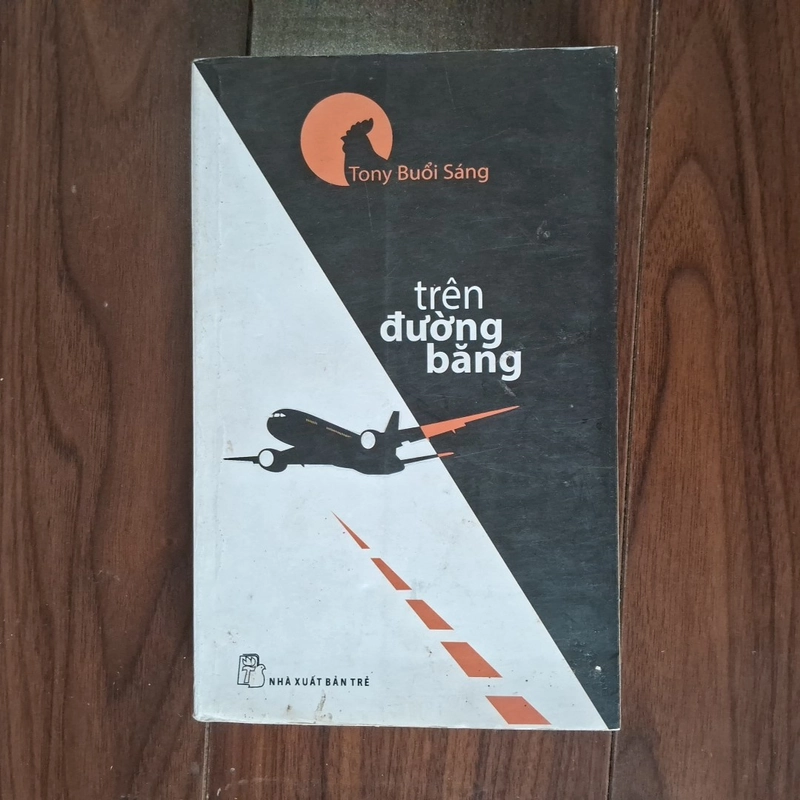 Tony Buổi Sáng
trên
đường
băng
NHÀ XUẤT BẢN TRẺ